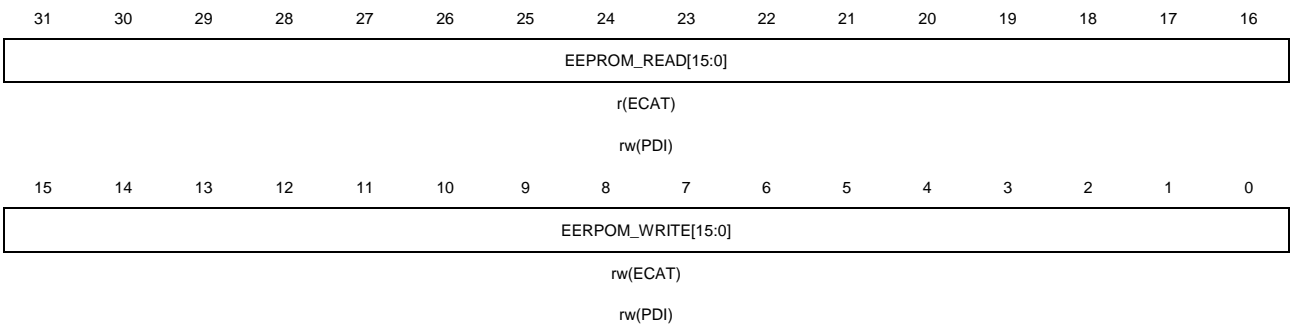 31 30 29 28 27 26 25 24 23 22 21 20 19 18 17 16
EEPROM_READ[15:0]
r(ECAT)
rw(PDI)
15 14 13 12 11 10 9 8 7 6 5 4 3 2 1 0
EERPOM_WRITE[15:0]
rw(ECAT)
rw(PDI)